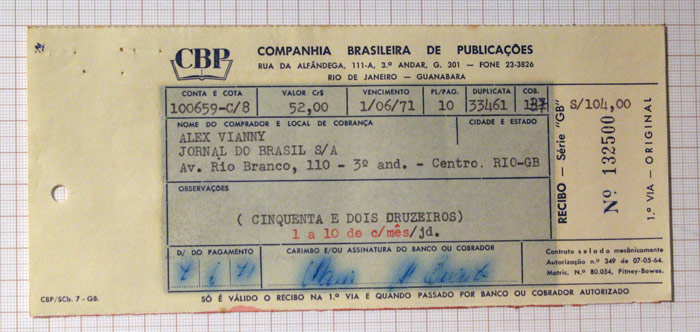 CBP
COMPANHIA BRASILEIRA DE PUBLICAÇÕES
RUA DA ALFÂNDEGA, 111-A, 3.º ANDAR, G. 301 — FONE 23-3826
RIO DE JANEIRO — GUANABARA
CONTA E COTA VALOR Cr$ VENCIMENTO PL/PAG. DUPLICATA COB.
100659-C/8 52,00 1/06/71 10 33461
S/104,00
NOME DO COMPRADOR E LOCAL DE COBRANÇA CIDADE E ESTADO
ALEX VIANNY
JORNAL DO BRASIL S/A
Av. Rio Branco, 110 - 3º and. - Centro. RIO-GB
OBSERVAÇÕES
( CINQUENTA E DOIS CRUZEIROS)
1 a 10 de c/mês/jd.
D/ DO PAGAMENTO CARIMBO E/OU ASSINATURA DO BANCO OU COBRADOR
RECIBO — Série "GB"
Nº 132500
1.ª VIA — ORIGINAL
Contrato selado mecânicamente
Autorização n.º 349 de 07-05-64.
Matric. N.º 80.054, Pitney-Bowes.
CBP/SCb. 7 - GB.
SÓ É VÁLIDO O RECIBO NA 1.ª VIA E QUANDO PASSADO POR BANCO OU COBRADOR AUTORIZADO